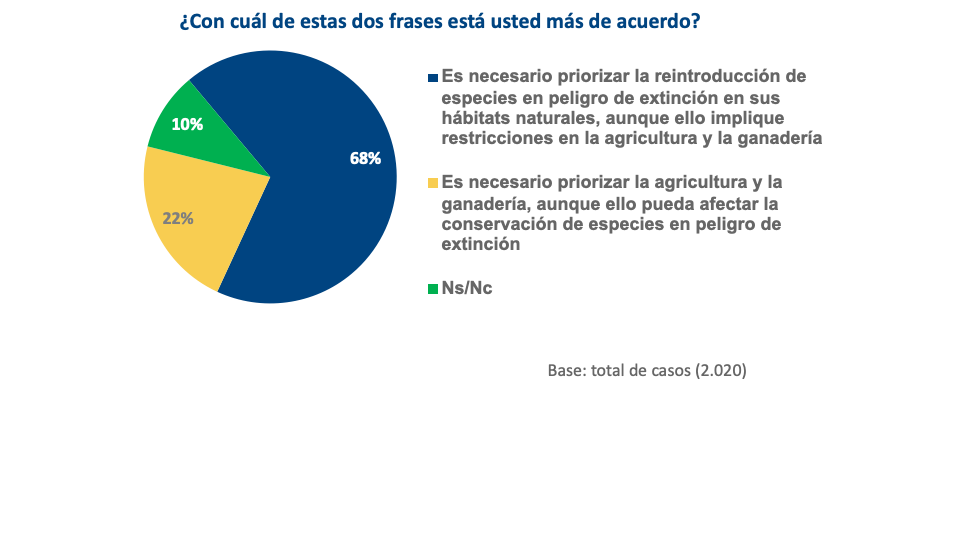 ¿Con cuál de estas dos frases está usted más de acuerdo?
10%
68%
22%
Es necesario priorizar la reintroducción de
especies en peligro de extinción en sus
hábitats naturales, aunque ello implique
restricciones en la agricultura y la ganadería
Es necesario priorizar la agricultura y la
ganadería, aunque ello pueda afectar la
conservación de especies en peligro de
extinción
Ns/Nc
Base: total de casos (2.020)